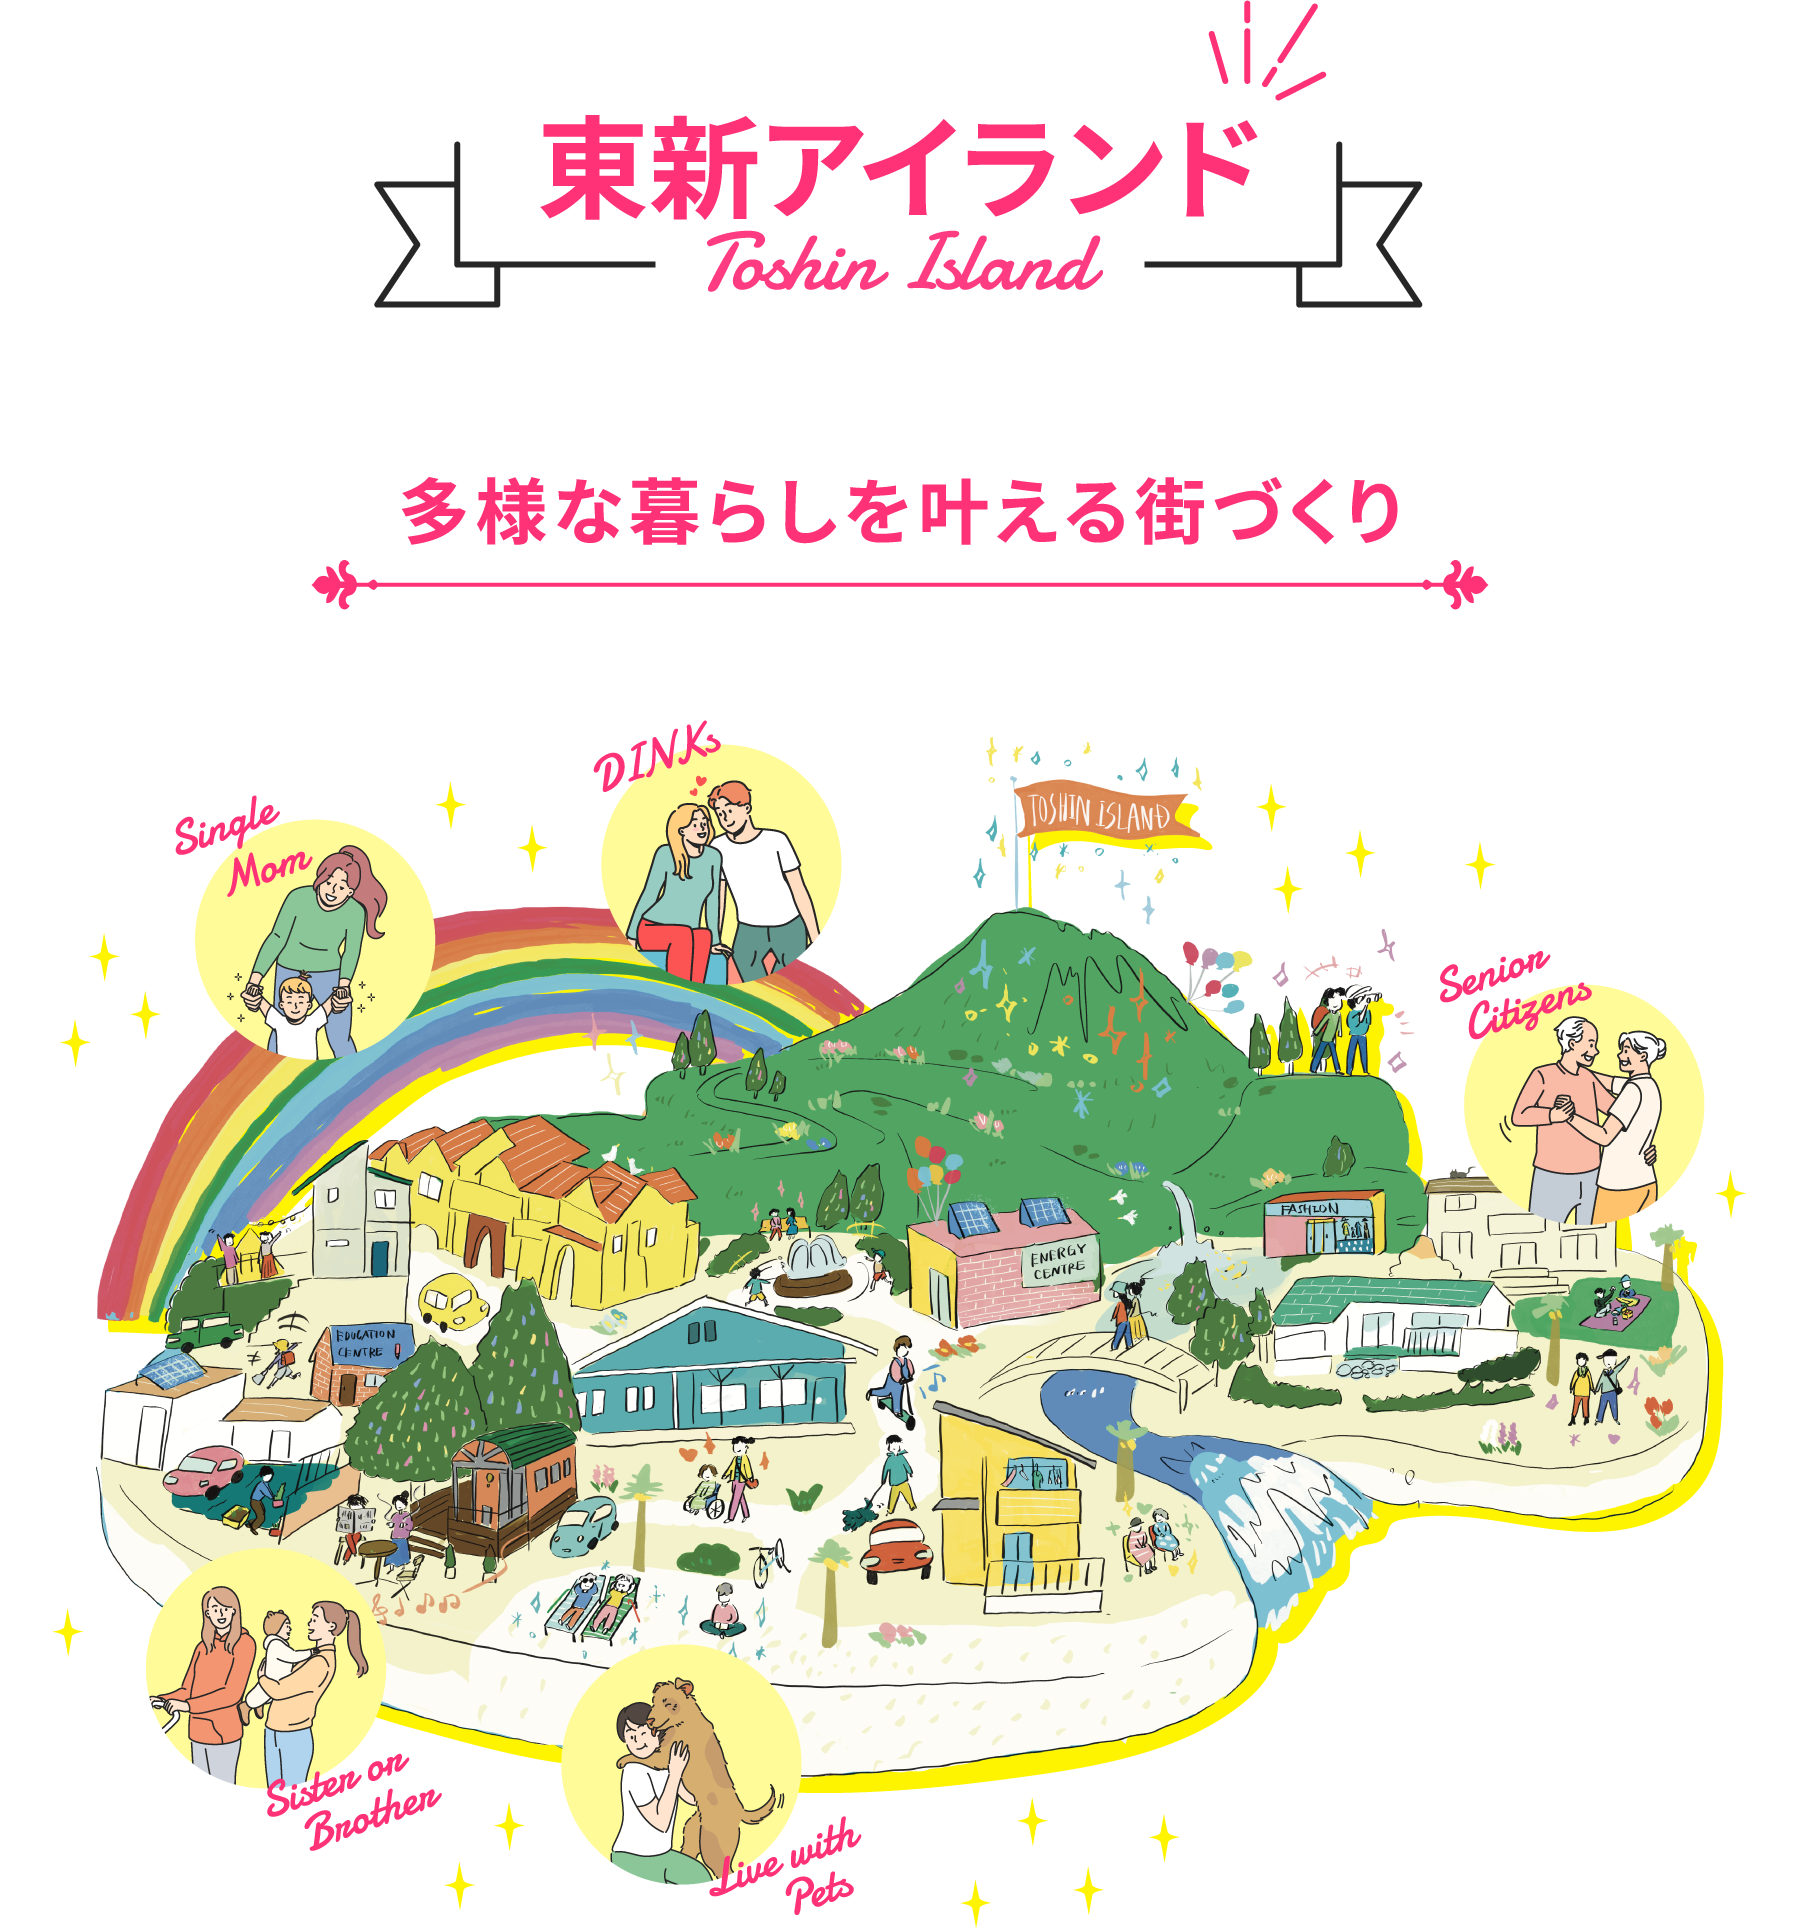 東新アイランド
Toshin Island
多様な暮らしを叶える街づくり
DINKs
TOSHIN ISLAND
Single
Mom
Senior
Citizens
FASHION
ENERGY
CENTRE
EDUCATION
CENTRE
Sister or
Brother
Live with
Pets